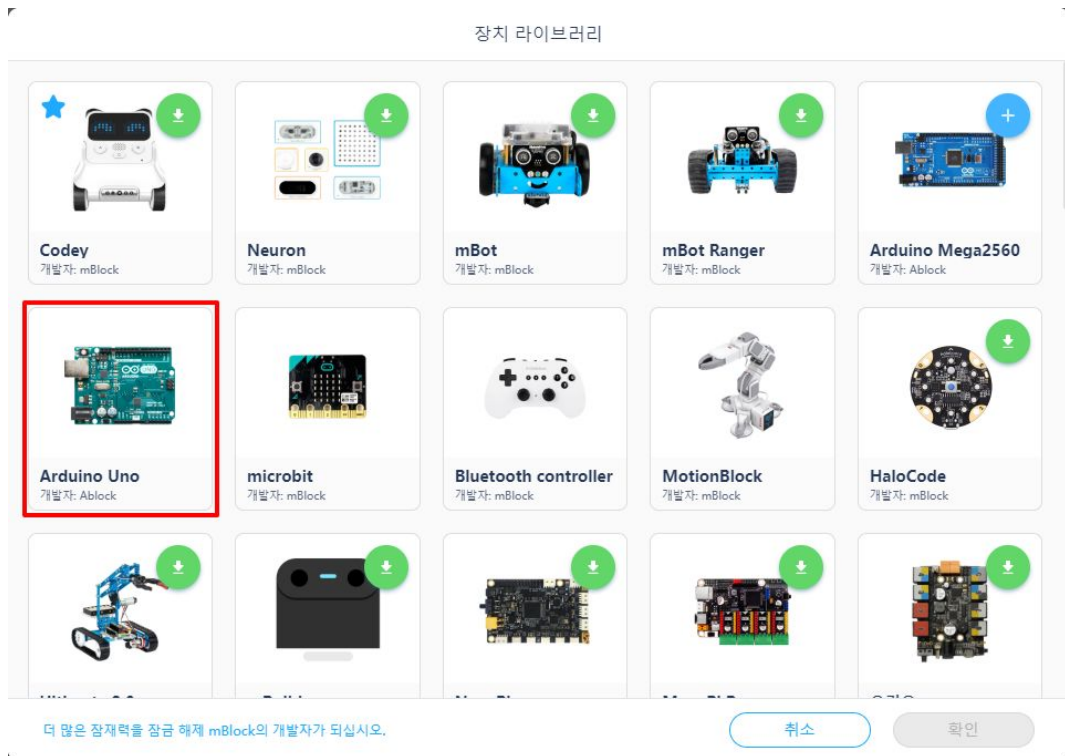 장치 라이브러리
Codey
개발자: mBlock
Neuron
개발자: mBlock
mBot
개발자: mBlock
mBot Ranger
개발자: mBlock
Arduino Mega2560
개발자: Ablock
Arduino Uno
개발자: Ablock
microbit
개발자: mBlock
Bluetooth controller
개발자: mBlock
MotionBlock
개발자: mBlock
HaloCode
개발자: mBlock
더 많은 잠재력을 잠금 해제 mBlock의 개발자가 되십시오.
취소
확인